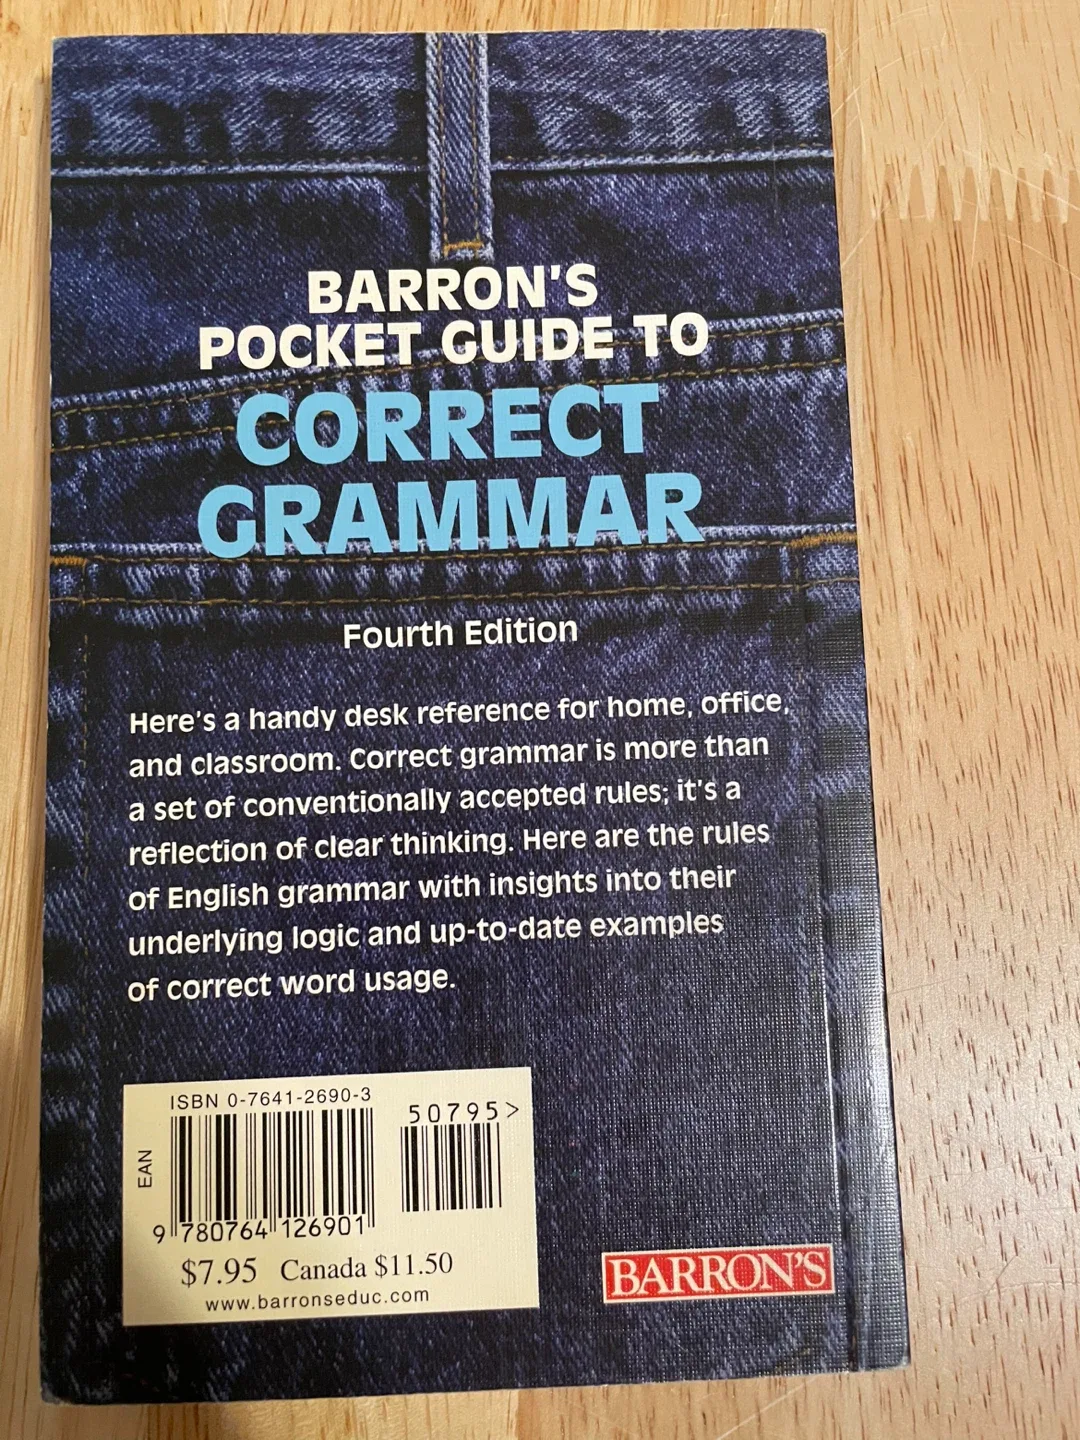 BARRON'S
POCKET GUIDE TO
CORRECT
GRAMMAR
Fourth Edition
Here's a handy desk reference for home, office,
and classroom. Correct grammar is more than
a set of conventionally accepted rules; it's a
reflection of clear thinking. Here are the rules
of English grammar with insights into their
underlying logic and up-to-date examples
of correct word usage.
ISBN 0-7641-2690-3
50795>
EAN
9 780764 126901
$7.95 Canada $11.50
www.barronseduc.com
BARRON'S